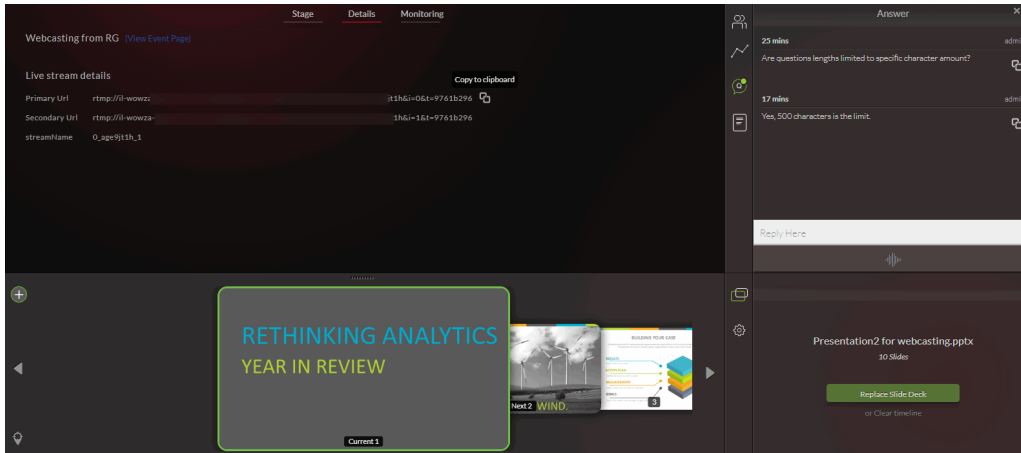 Stage Details Monitoring
Webcasting from RG (View Event Page)
Live stream details
Copy to clipboard
Primary Url rtmp://il-wowz jt1h&i=0&t=9761b296
Secondary Url rtmp://il-wowza- 1h&i=1&t=9761b296
streamName 0_age9jt1h_1
Answer
25 mins admi
Are questions lengths limited to specific character amount?
17 mins admi
Yes, 500 characters is the limit.
Reply Here
RETHINKING ANALYTICS
YEAR IN REVIEW
Current 1
Next 2 WIND.
BUILDING YOUR CASE
3
Presentation2 for webcasting.pptx
10 Slides
Replace Slide Deck
or Clear timeline